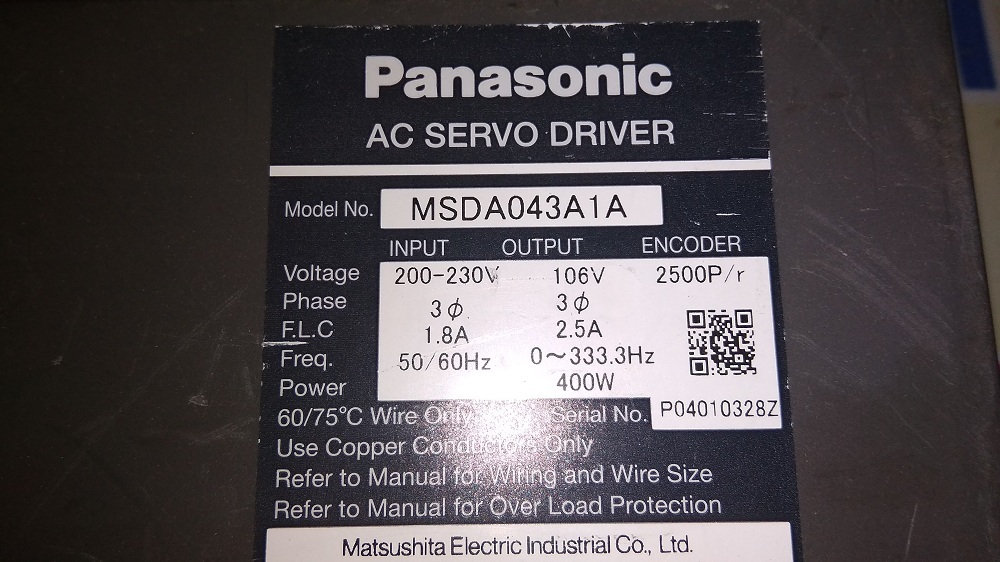 Panasonic
AC SERVO DRIVER
Model No. MSDA043A1A
INPUT OUTPUT ENCODER
Voltage 200-230V 106V 2500P/r
Phase 3ϕ 3ϕ
F.L.C 1.8A 2.5A
Freq. 50/60Hz 0～333.3Hz
Power 400W
60/75℃ Wire Only Serial No. P04010328Z
Use Copper Conductors Only
Refer to Manual for Wiring and Wire Size
Refer to Manual for Over Load Protection
Matsushita Electric Industrial Co., Ltd.